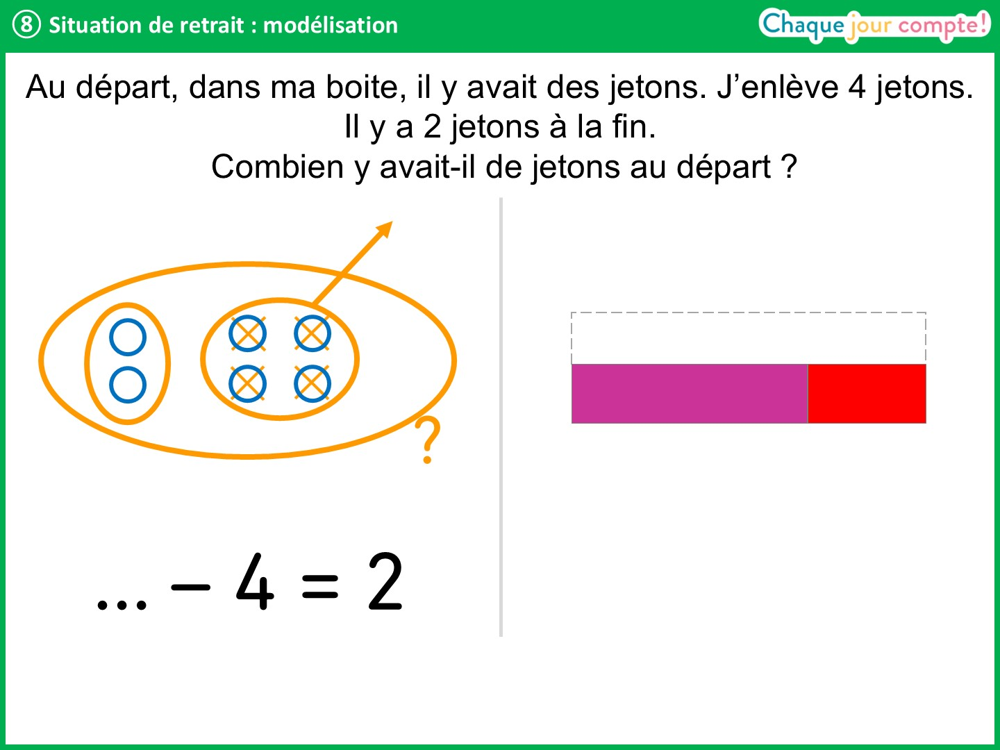 ⑧ Situation de retrait : modélisation
Chaque jour compte!
Au départ, dans ma boite, il y avait des jetons. J’enlève 4 jetons.
Il y a 2 jetons à la fin.
Combien y avait-il de jetons au départ ?
?
... – 4 = 2